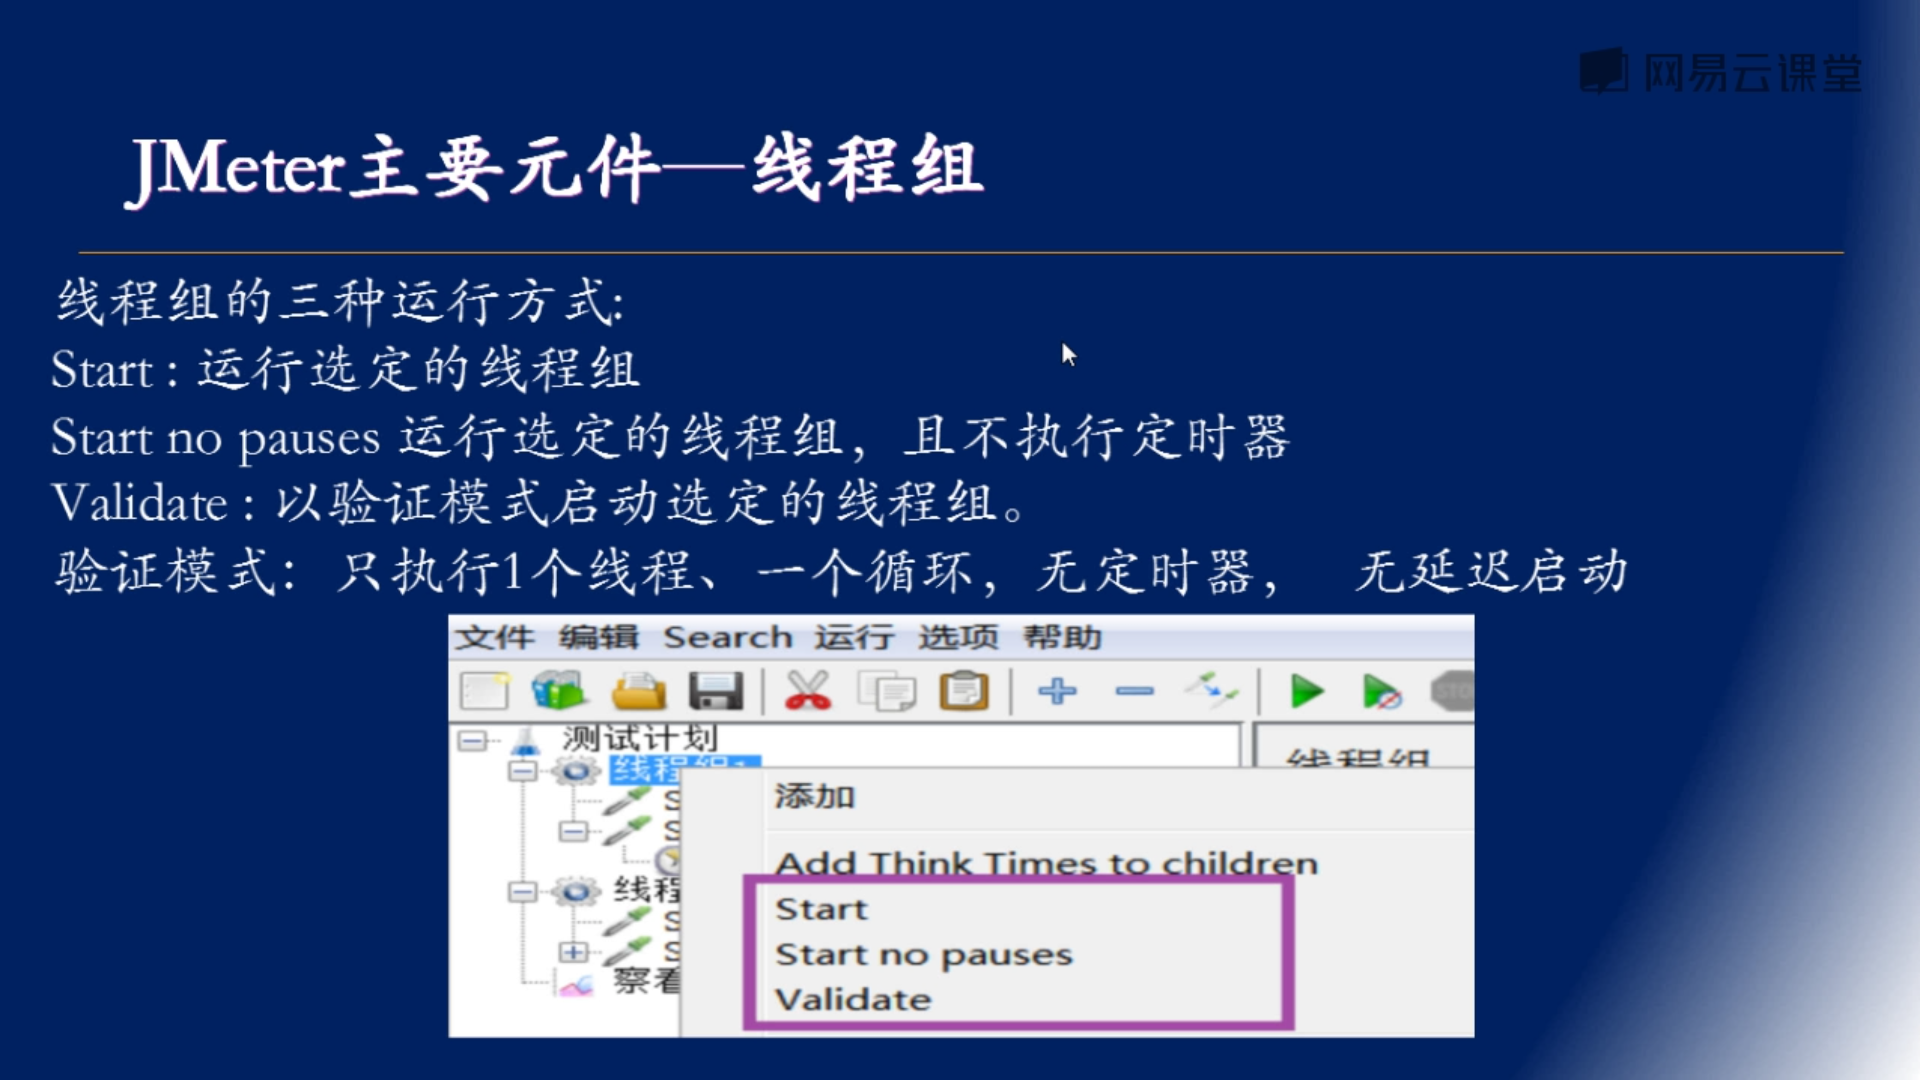 网易云课堂
JMeter主要元件—线程组
线程组的三种运行方式:
Start : 运行选定的线程组
Start no pauses 运行选定的线程组，且不执行定时器
Validate : 以验证模式启动选定的线程组。
验证模式： 只执行1个线程、一个循环，无定时器， 无延迟启动
文件 编辑 Search 运行 选项 帮助
STO
测试计划
线程组
线程组
S
S
线程
S
S
察看
添加
Add Think Times to children
Start
Start no pauses
Validate